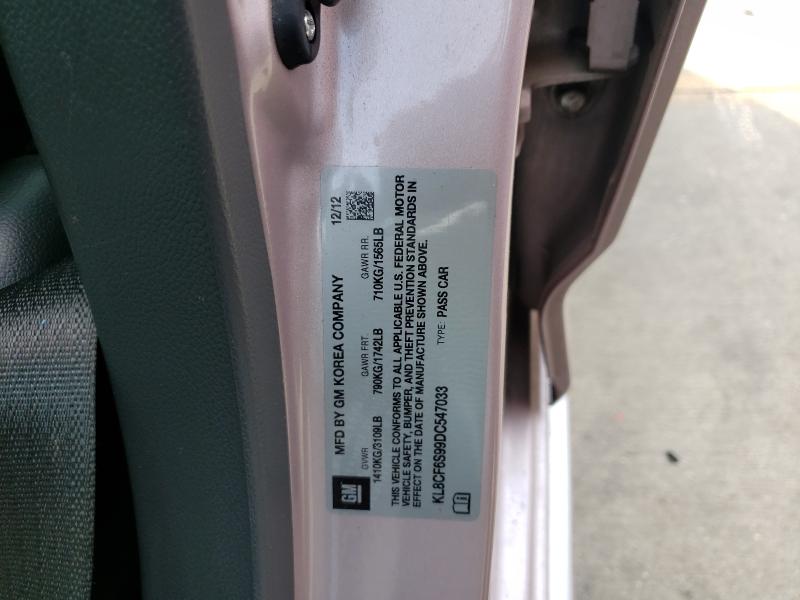 GM
MFD BY GM KOREA COMPANY 12/12
GVWR GAWR FRT. GAWR RR.
1410KG/3109LB 790KG/1742LB 710KG/1565LB
THIS VEHICLE CONFORMS TO ALL APPLICABLE U.S. FEDERAL MOTOR
VEHICLE SAFETY, BUMPER, AND THEFT PREVENTION STANDARDS IN
EFFECT ON THE DATE OF MANUFACTURE SHOWN ABOVE.
KL8CF6S99DC547033 TYPE: PASS CAR